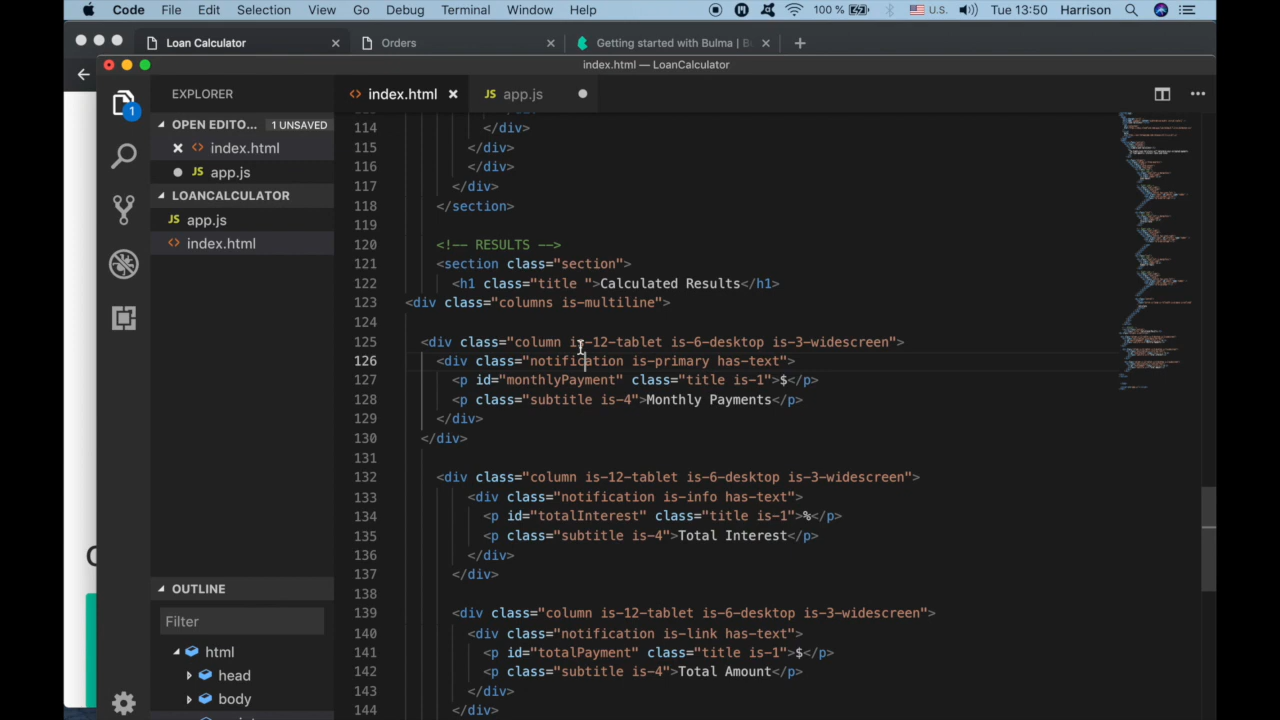 Code File Edit Selection View Go Debug Terminal Window Help 100 % U.S. Tue 13:50 Harrison
Loan Calculator Orders Getting started with Bulma | B
index.html — LoanCalculator
EXPLORER
index.html
JS app.js
1
OPEN EDITO... 1 UNSAVED
index.html
JS app.js
LOANCALCULATOR
JS app.js
index.html
OUTLINE
Filter
html
head
body
114 </div>
115 </div>
116 </div>
117 </div>
118 </section>
119
120 <!-- RESULTS -->
121 <section class="section">
122 <h1 class="title ">Calculated Results</h1>
123 <div class="columns is-multiline">
124
125 <div class="column is-12-tablet is-6-desktop is-3-widescreen">
126 <div class="notification is-primary has-text">
127 <p id="monthlyPayment" class="title is-1">$</p>
128 <p class="subtitle is-4">Monthly Payments</p>
129 </div>
130 </div>
131
132 <div class="column is-12-tablet is-6-desktop is-3-widescreen">
133 <div class="notification is-info has-text">
134 <p id="totalInterest" class="title is-1">%</p>
135 <p class="subtitle is-4">Total Interest</p>
136 </div>
137 </div>
138
139 <div class="column is-12-tablet is-6-desktop is-3-widescreen">
140 <div class="notification is-link has-text">
141 <p id="totalPayment" class="title is-1">$</p>
142 <p class="subtitle is-4">Total Amount</p>
143 </div>
144 </div>